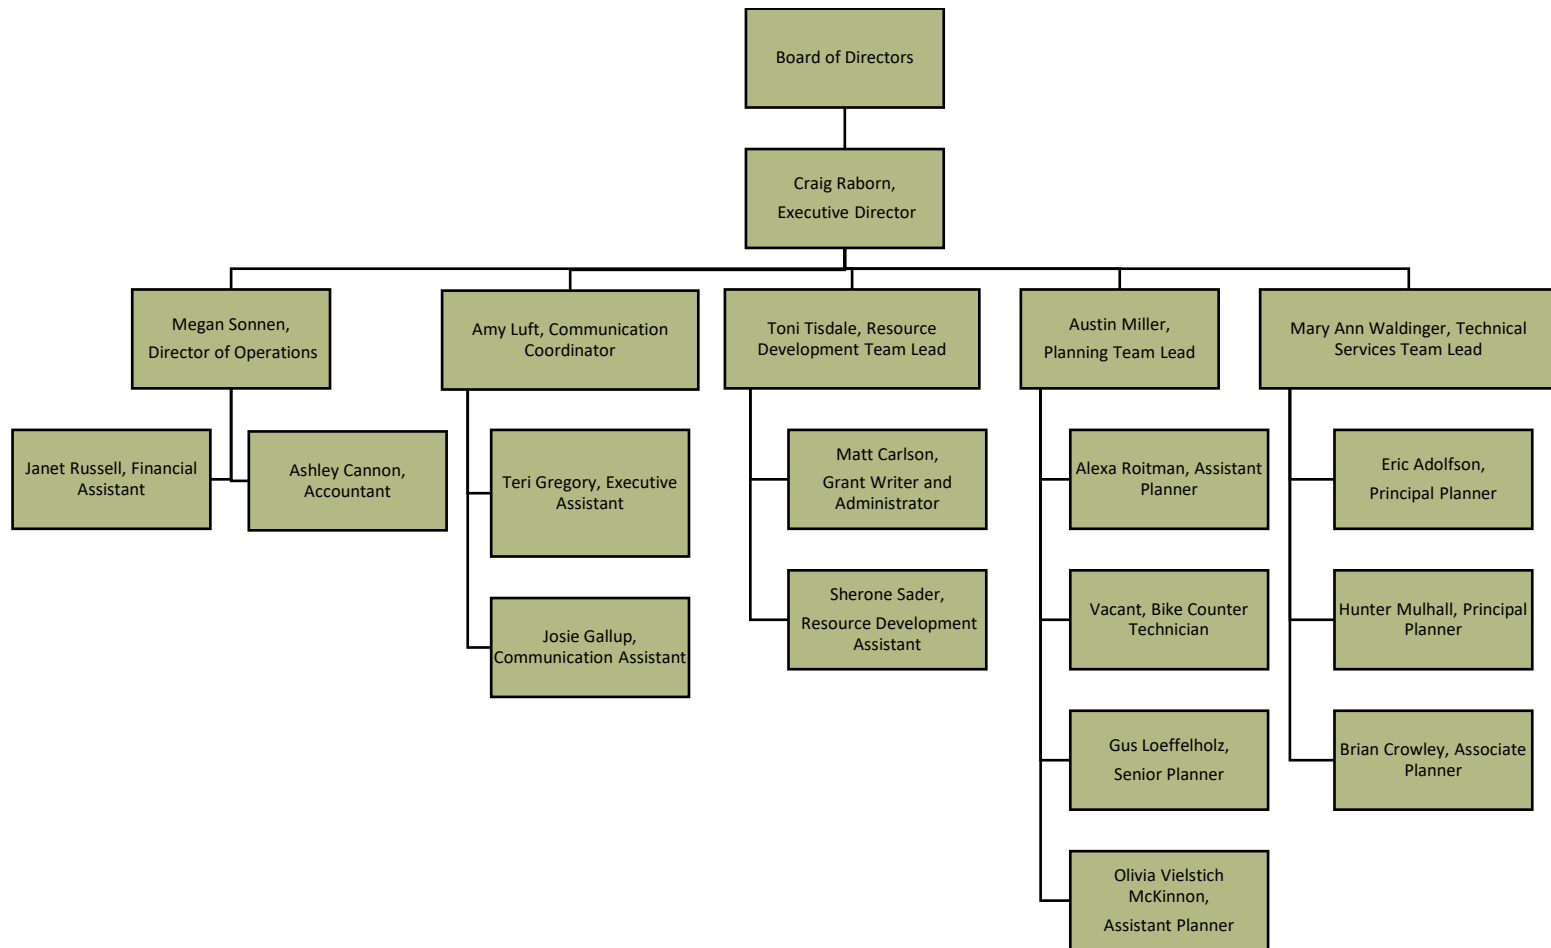 Board of Directors
Craig Raborn,
Executive Director
Megan Sonnen,
Director of Operations
Amy Luft, Communication
Coordinator
Toni Tisdale, Resource
Development Team Lead
Austin Miller,
Planning Team Lead
Mary Ann Waldinger, Technical
Services Team Lead
Janet Russell, Financial
Assistant
Ashley Cannon,
Accountant
Teri Gregory, Executive
Assistant
Josie Gallup,
Communication Assistant
Matt Carlson,
Grant Writer and
Administrator
Sherone Sader,
Resource Development
Assistant
Alexa Roitman, Assistant
Planner
Vacant, Bike Counter
Technician
Gus Loeffelholz,
Senior Planner
Olivia Vielstich
McKinnon,
Assistant Planner
Eric Adolfson,
Principal Planner
Hunter Mulhall, Principal
Planner
Brian Crowley, Associate
Planner